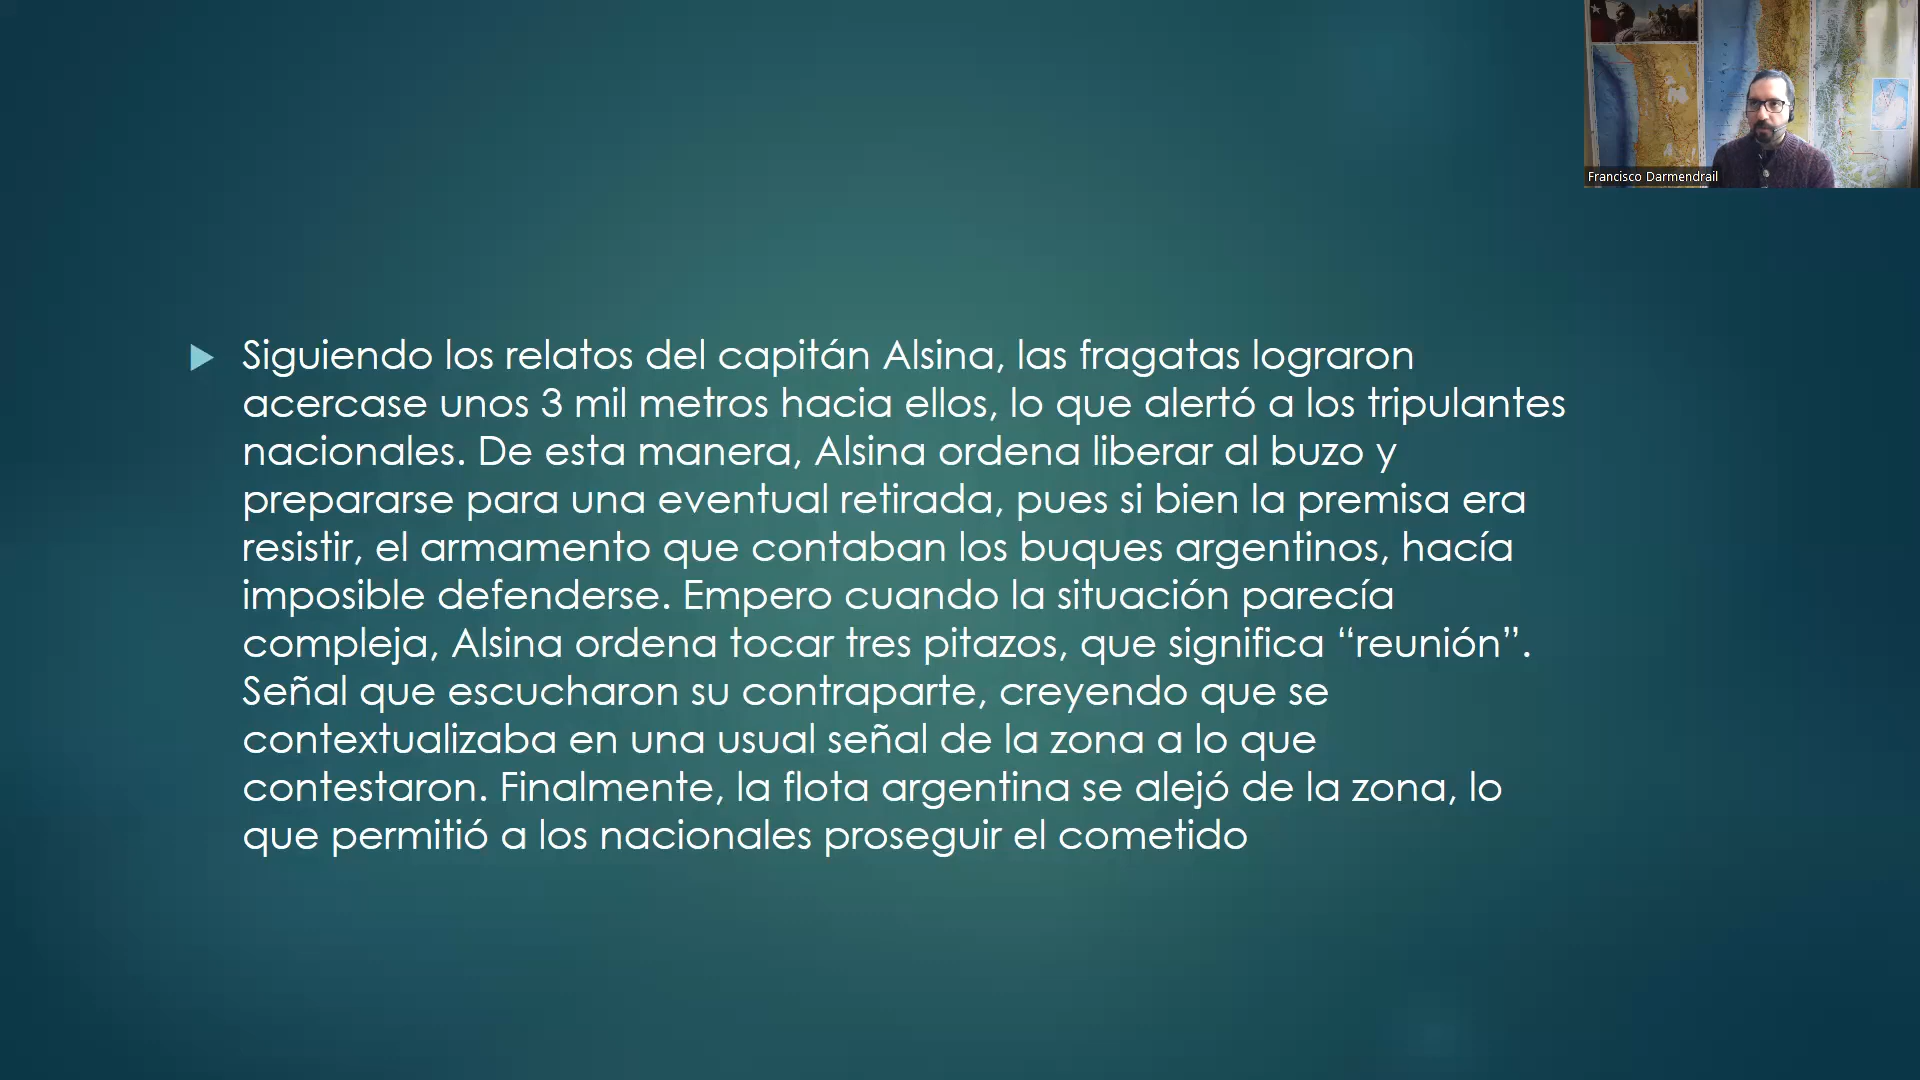 Francisco Darmendrail
Siguiendo los relatos del capitán Alsina, las fragatas lograron
acercase unos 3 mil metros hacia ellos, lo que alertó a los tripulantes
nacionales. De esta manera, Alsina ordena liberar al buzo y
prepararse para una eventual retirada, pues si bien la premisa era
resistir, el armamento que contaban los buques argentinos, hacía
imposible defenderse. Empero cuando la situación parecía
compleja, Alsina ordena tocar tres pitazos, que significa “reunión”.
Señal que escucharon su contraparte, creyendo que se
contextualizaba en una usual señal de la zona a lo que
contestaron. Finalmente, la flota argentina se alejó de la zona, lo
que permitió a los nacionales proseguir el cometido